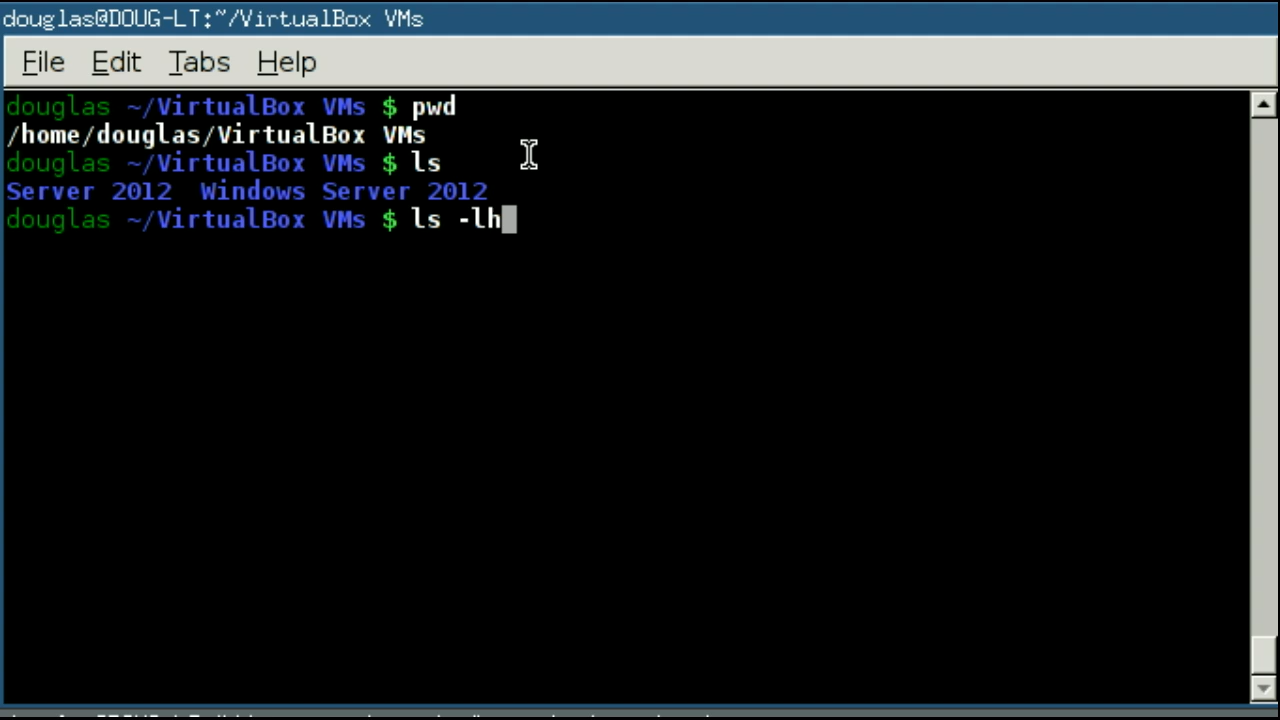 douglas@DOUG-LT:~/VirtualBox VMs
File Edit Tabs Help
douglas ~/VirtualBox VMs $ pwd
/home/douglas/VirtualBox VMs
douglas ~/VirtualBox VMs $ ls
Server 2012  Windows Server 2012
douglas ~/VirtualBox VMs $ ls -lh